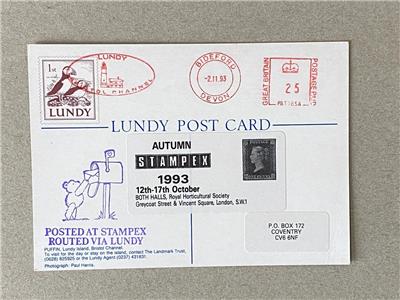 1st
LUNDY
LUNDY
BRISTOL CHANNEL
BIDEFORD
-2.11.93
DEVON
GREAT BRITAIN
25
POSTAGE PAID
LUNDY POST CARD
AUTUMN
STAMPEX
1993
12th-17th October
BOTH HALLS, Royal Horticultural Society
Greycoat Street & Vincent Square, London, S.W.1
POSTED AT STAMPEX
ROUTED VIA LUNDY
PUFFIN, Lundy Island, Bristol Channel.
To visit for the day or stay on the island, contact The Landmark Trust,
(0628) 825925 or the Lundy Agent (0237) 431831.
Photograph: Paul Harris.
P.O. BOX 172
COVENTRY
CV6 6NF